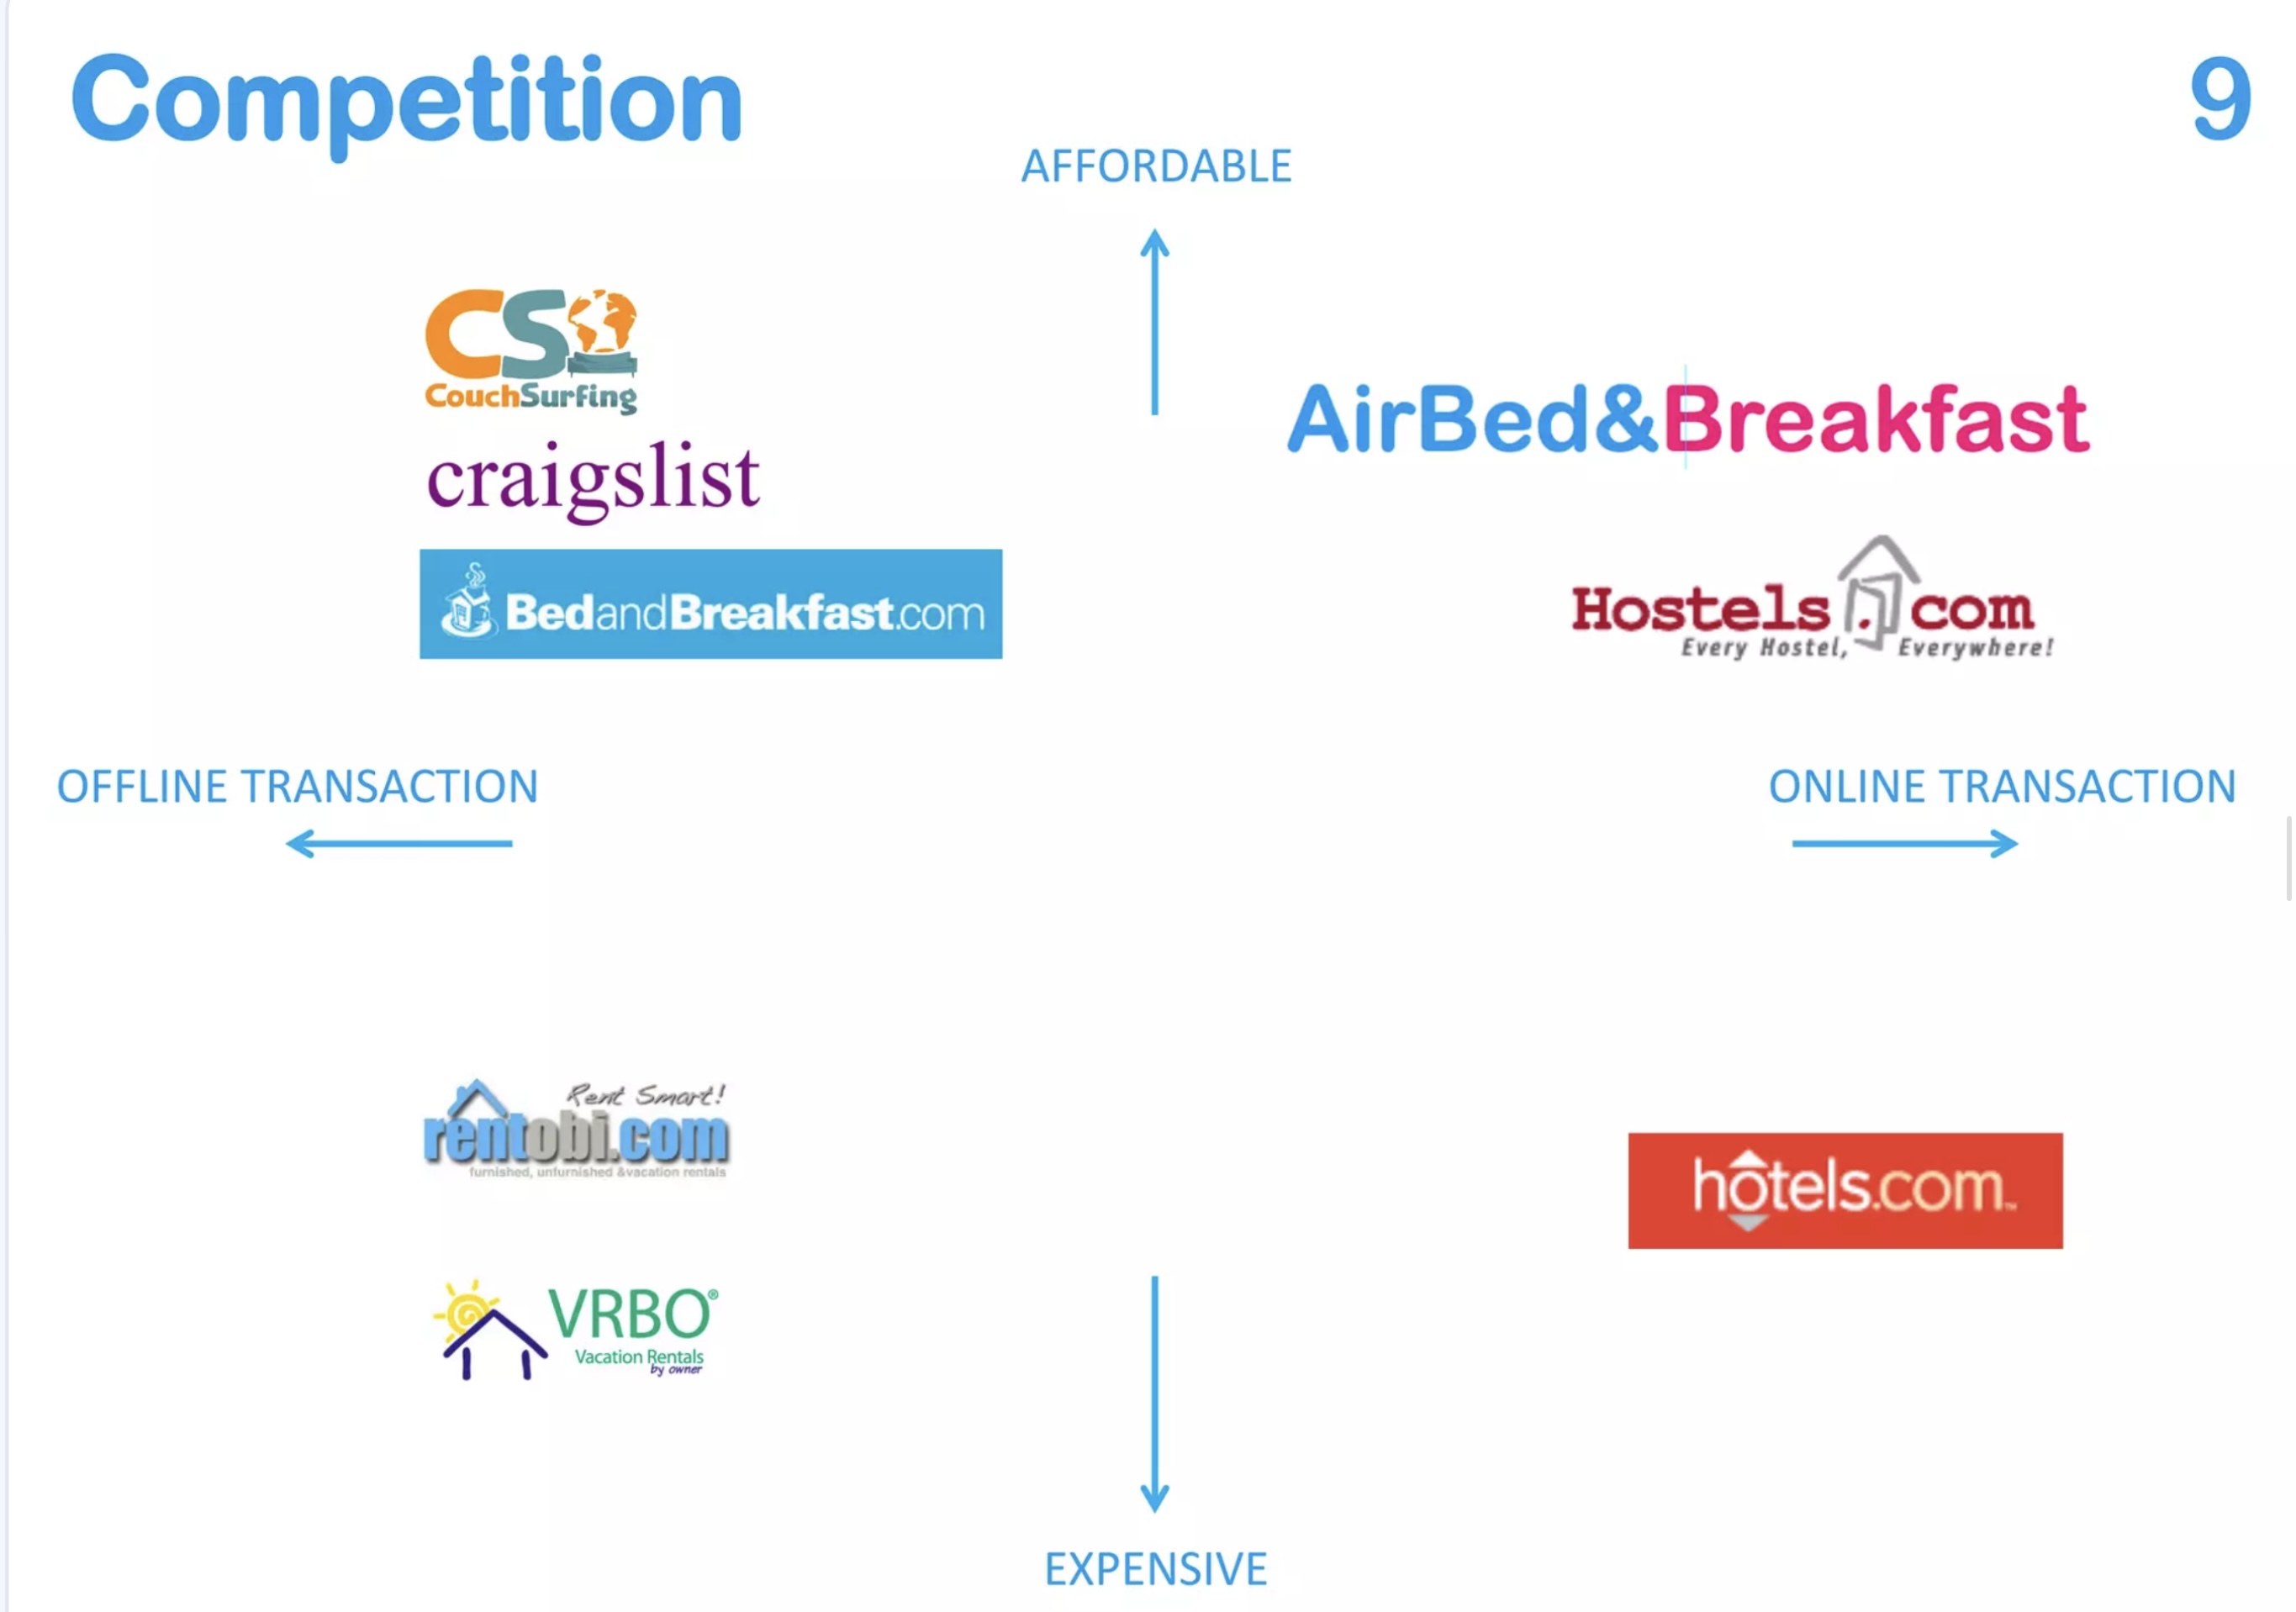 Competition
9
AFFORDABLE
CS
CouchSurfing
AirBed&Breakfast
craigslist
BedandBreakfast.com
Hostels.com
Every Hostel, Everywhere!
OFFLINE TRANSACTION
ONLINE TRANSACTION
Rent Smart!
rentobi.com
furnished, unfurnished &vacation rentals
hotels.com™
VRBO®
Vacation Rentals
by owner
EXPENSIVE